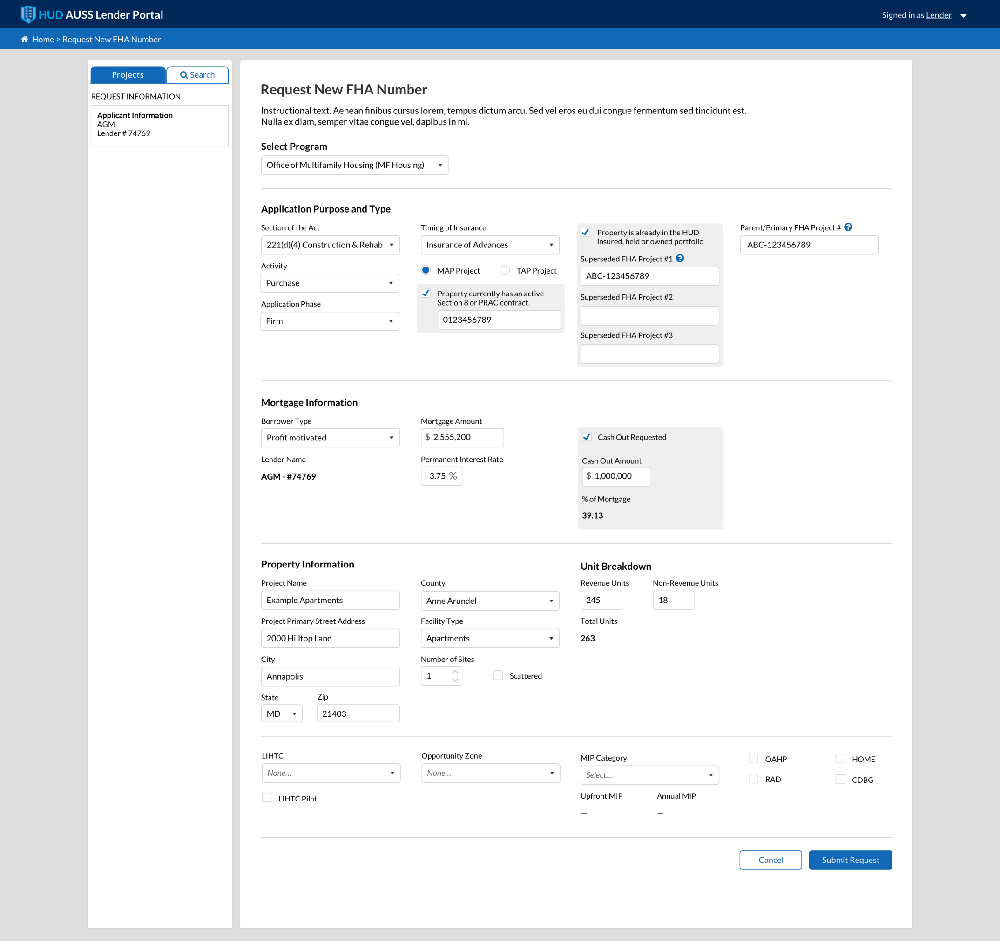 HUD AUSS Lender Portal
Signed in as Lender
Home > Request New FHA Number
Projects
Search
REQUEST INFORMATION
Applicant Information
AGM
Lender # 74769
Request New FHA Number
Instructional text. Aenean finibus cursus lorem, tempus dictum arcu. Sed vel eros eu dui congue fermentum sed tincidunt est.
Nulla ex diam, semper vitae congue vel, dapibus in mi.
Select Program
Office of Multifamily Housing (MF Housing)
Application Purpose and Type
Section of the Act
221(d)(4) Construction & Rehab
Activity
Purchase
Application Phase
Firm
Timing of Insurance
Insurance of Advances
MAP Project
TAP Project
Property currently has an active
Section 8 or PRAC contract.
0123456789
Property is already in the HUD
insured, held or owned portfolio
Superseded FHA Project #1 ?
ABC-123456789
Superseded FHA Project #2
Superseded FHA Project #3
Parent/Primary FHA Project # ?
ABC-123456789
Mortgage Information
Borrower Type
Profit motivated
Lender Name
AGM - #74769
Mortgage Amount
$ 2,555,200
Permanent Interest Rate
3.75 %
Cash Out Requested
Cash Out Amount
$ 1,000,000
% of Mortgage
39.13
Property Information
Project Name
Example Apartments
Project Primary Street Address
2000 Hilltop Lane
City
Annapolis
State
MD
Zip
21403
County
Anne Arundel
Facility Type
Apartments
Number of Sites
1
Scattered
Unit Breakdown
Revenue Units
245
Non-Revenue Units
18
Total Units
263
LIHTC
None...
LIHTC Pilot
Opportunity Zone
None...
MIP Category
Select...
Upfront MIP
—
Annual MIP
—
OAHP
HOME
RAD
CDBG
Cancel
Submit Request